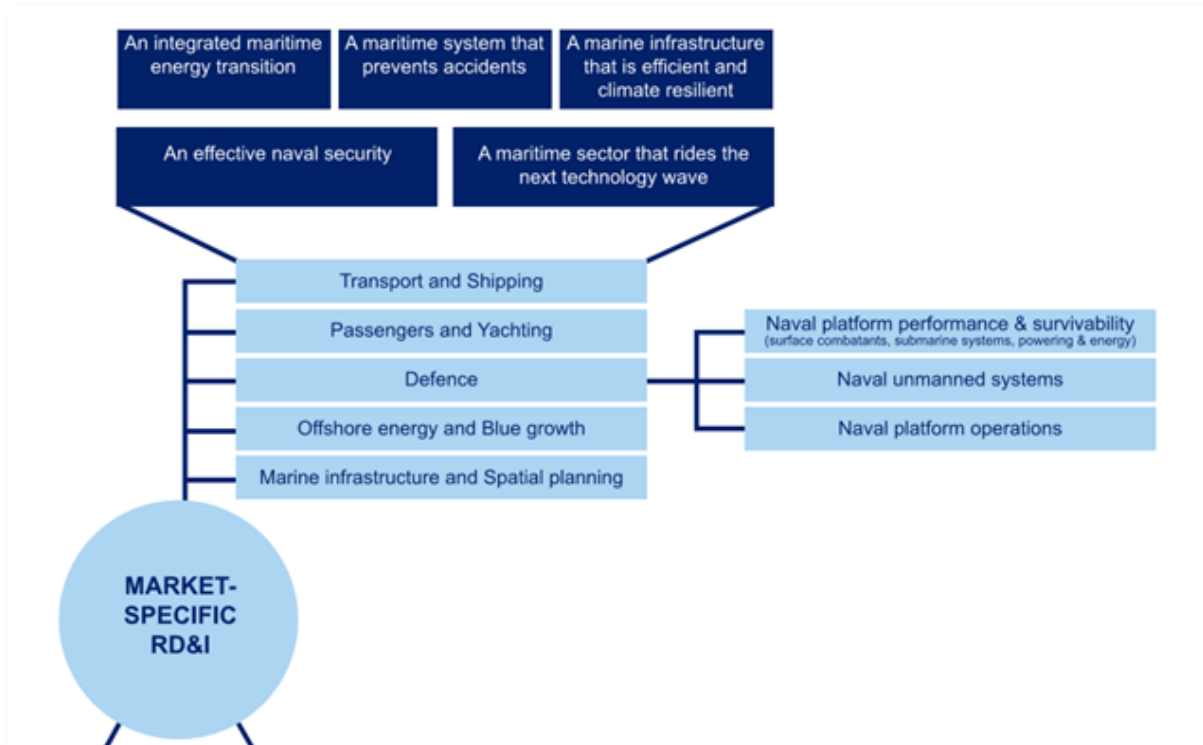 An integrated maritime
energy transition
A maritime system that
prevents accidents
A marine infrastructure
that is efficient and
climate resilient
An effective naval security
A maritime sector that rides the
next technology wave
Transport and Shipping
Passengers and Yachting
Defence
Offshore energy and Blue growth
Marine infrastructure and Spatial planning
Naval platform performance & survivability
(surface combatants, submarine systems, powering & energy)
Naval unmanned systems
Naval platform operations
MARKET-
SPECIFIC
RD&I